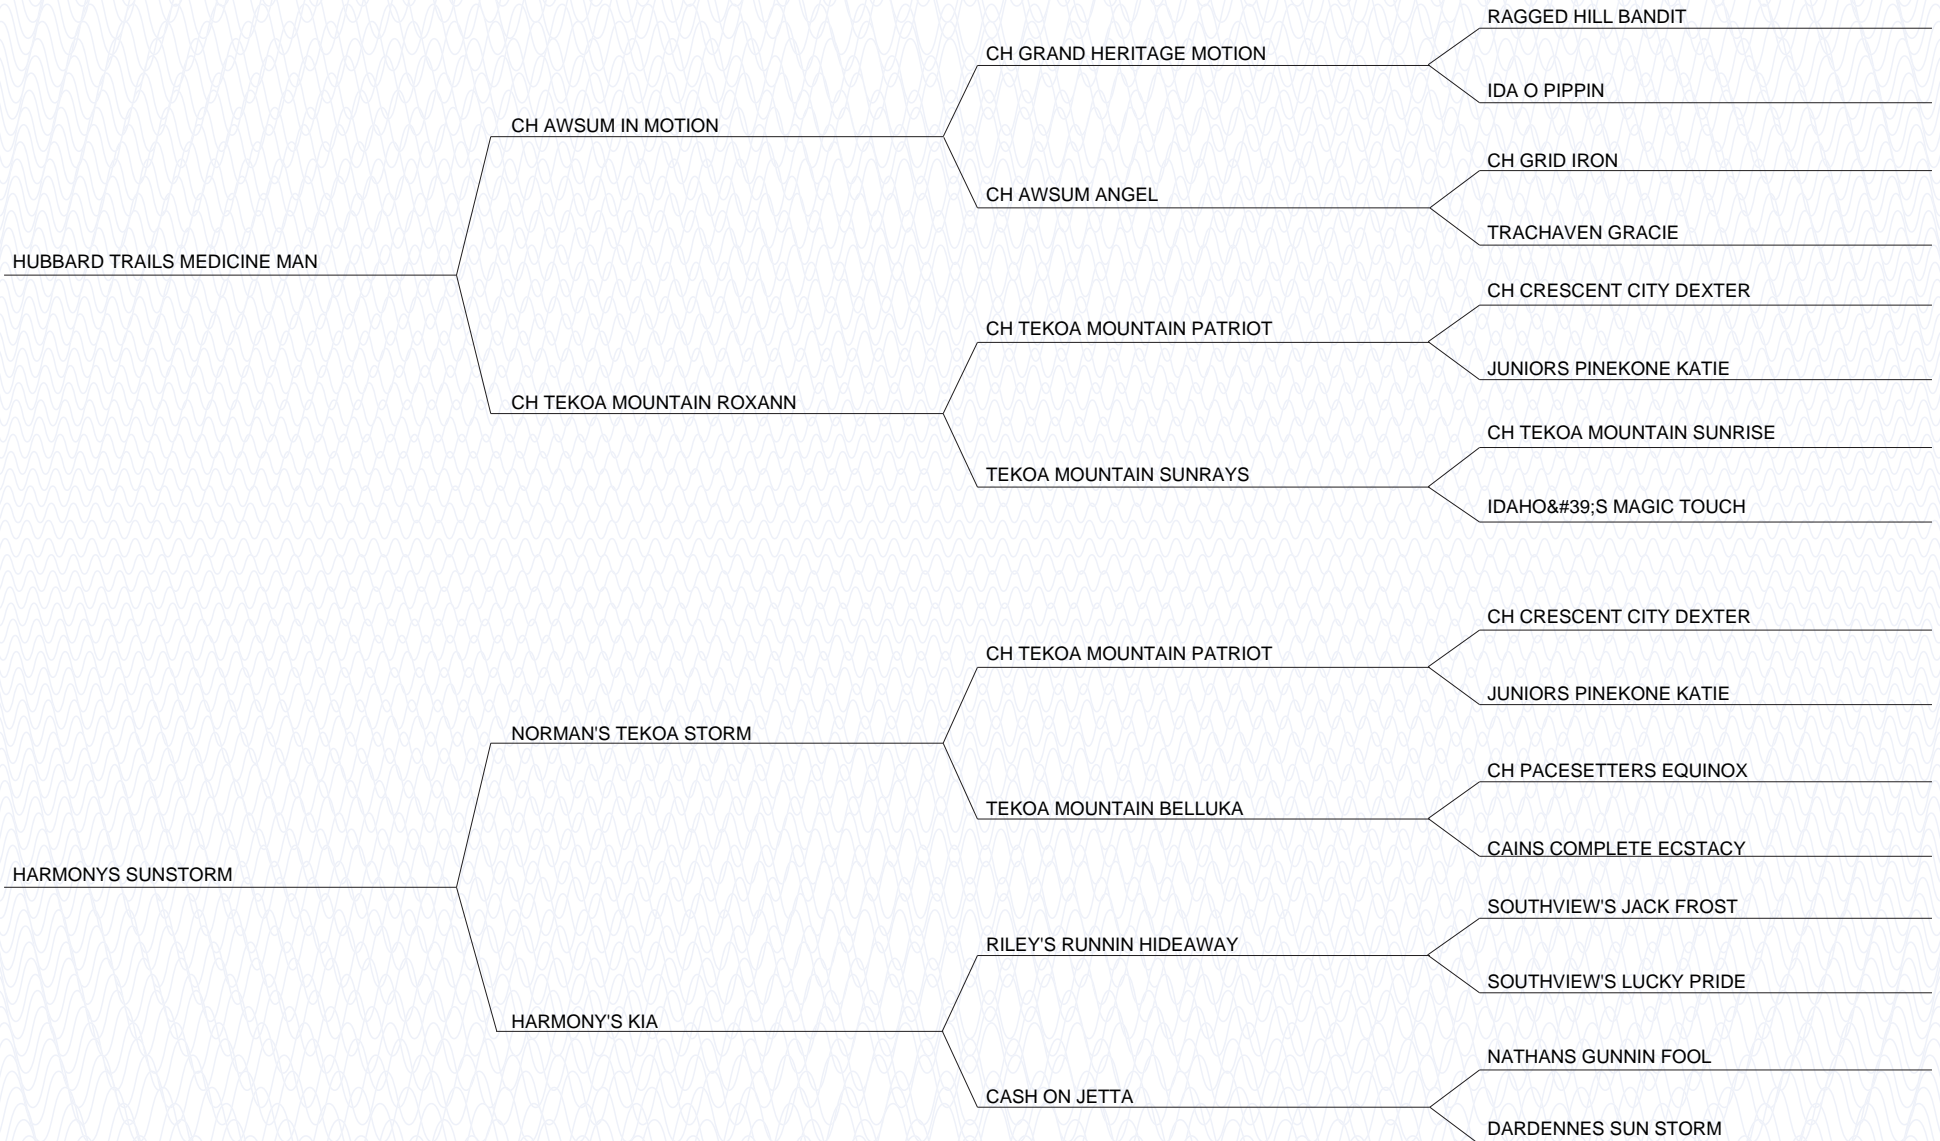 RAGGED HILL BANDIT
CH GRAND HERITAGE MOTION
IDA O PIPPIN
CH AWSUM IN MOTION
CH GRID IRON
CH AWSUM ANGEL
TRACHAVEN GRACIE
HUBBARD TRAILS MEDICINE MAN
CH CRESCENT CITY DEXTER
CH TEKOA MOUNTAIN PATRIOT
JUNIORS PINEKONE KATIE
CH TEKOA MOUNTAIN ROXANN
CH TEKOA MOUNTAIN SUNRISE
TEKOA MOUNTAIN SUNRAYS
IDAHO&#39;S MAGIC TOUCH
CH CRESCENT CITY DEXTER
CH TEKOA MOUNTAIN PATRIOT
JUNIORS PINEKONE KATIE
NORMAN'S TEKOA STORM
CH PACESETTERS EQUINOX
TEKOA MOUNTAIN BELLUKA
CAINS COMPLETE ECSTACY
HARMONYS SUNSTORM
SOUTHVIEW'S JACK FROST
RILEY'S RUNNIN HIDEAWAY
SOUTHVIEW'S LUCKY PRIDE
HARMONY'S KIA
NATHANS GUNNIN FOOL
CASH ON JETTA
DARDENNES SUN STORM